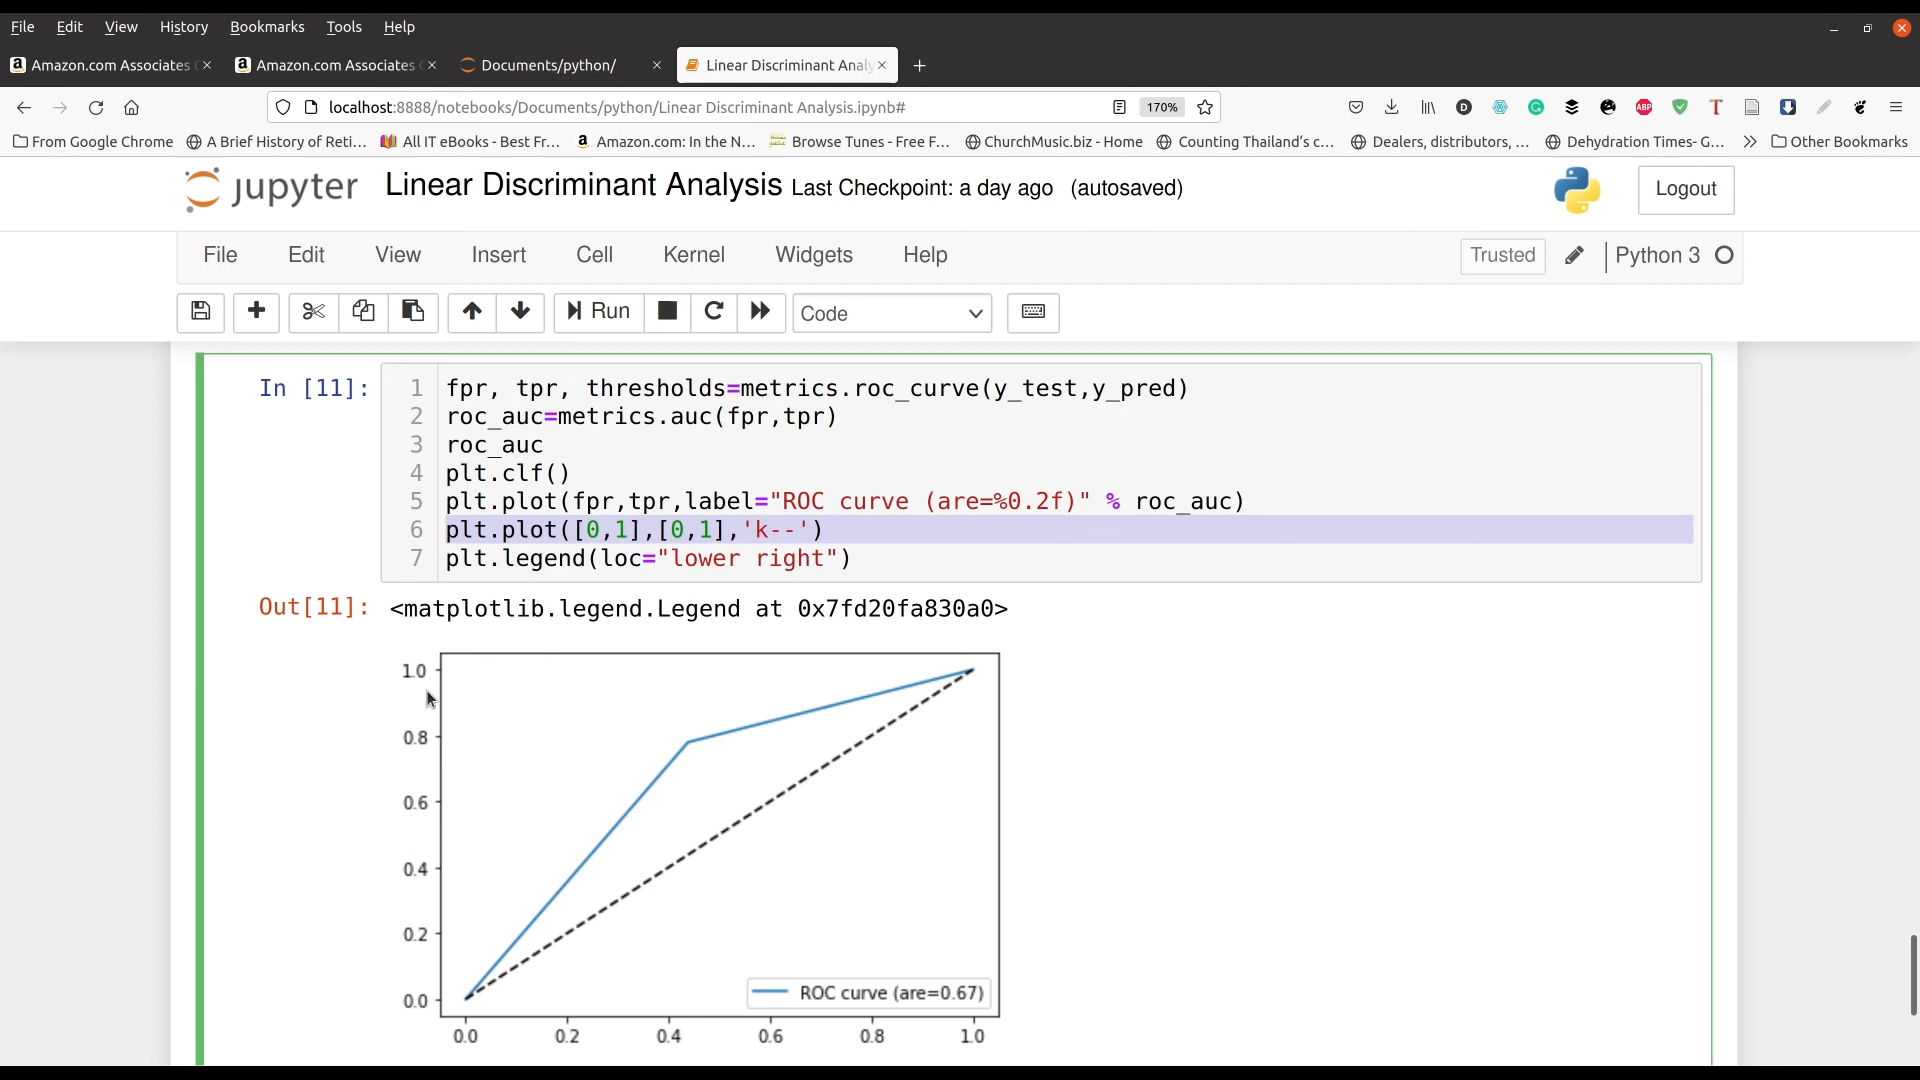 File Edit View History Bookmarks Tools Help
Amazon.com Associates Amazon.com Associates Documents/python/ Linear Discriminant Analy
localhost:8888/notebooks/Documents/python/Linear Discriminant Analysis.ipynb# 170%
From Google Chrome A Brief History of Reti... All IT eBooks - Best Fr... Amazon.com: In the N... Browse Tunes - Free F... ChurchMusic.biz - Home Counting Thailand's c... Dealers, distributors, ... Dehydration Times- G... Other Bookmarks
jupyter Linear Discriminant Analysis Last Checkpoint: a day ago (autosaved) Logout
File Edit View Insert Cell Kernel Widgets Help Trusted Python 3
Run Code
In [11]: 1 fpr, tpr, thresholds=metrics.roc_curve(y_test,y_pred)
2 roc_auc=metrics.auc(fpr,tpr)
3 roc_auc
4 plt.clf()
5 plt.plot(fpr,tpr,label="ROC curve (are=%0.2f)" % roc_auc)
6 plt.plot([0,1],[0,1],'k--')
7 plt.legend(loc="lower right")
Out[11]: <matplotlib.legend.Legend at 0x7fd20fa830a0>
1.0
0.8
0.6
0.4
0.2
0.0
ROC curve (are=0.67)
0.0 0.2 0.4 0.6 0.8 1.0